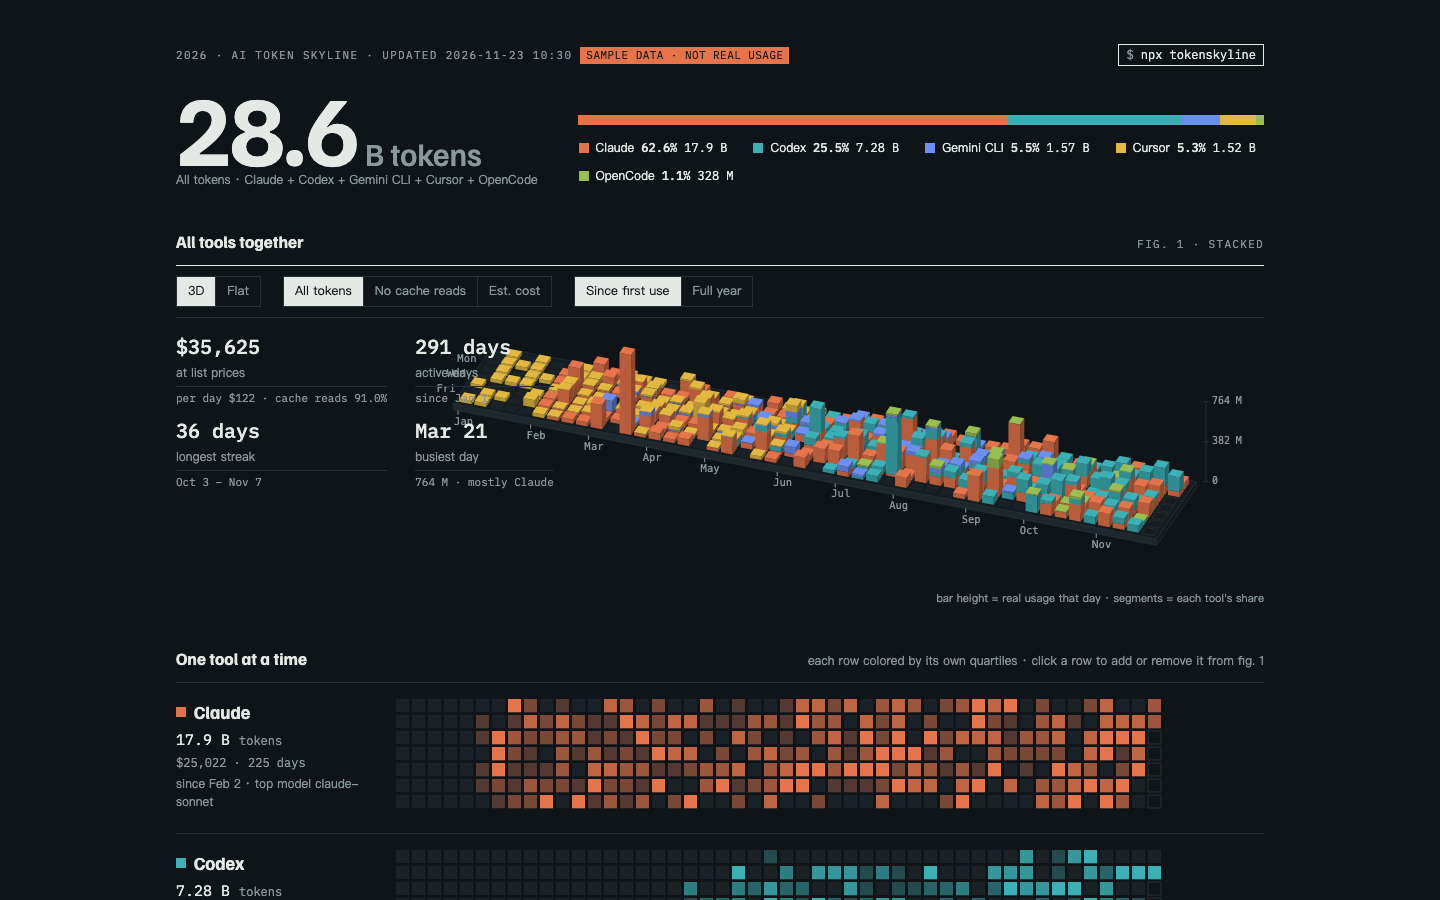 2026 · AI TOKEN SKYLINE · UPDATED 2026-11-23 10:30 SAMPLE DATA · NOT REAL USAGE
$ npx tokenskyline
28.6 B tokens
All tokens · Claude + Codex + Gemini CLI + Cursor + OpenCode
Claude 62.6% 17.9 B Codex 25.5% 7.28 B Gemini CLI 5.5% 1.57 B Cursor 5.3% 1.52 B
OpenCode 1.1% 328 M
All tools together
FIG. 1 · STACKED
3D Flat All tokens No cache reads Est. cost Since first use Full year
$35,625
at list prices
per day $122 · cache reads 91.0%
291 days
active days
since Jan
36 days
longest streak
Oct 3 – Nov 7
Mar 21
busiest day
764 M · mostly Claude
Mon
Wed
Fri
Jan
Feb
Mar
Apr
May
Jun
Jul
Aug
Sep
Oct
Nov
764 M
382 M
0
bar height = real usage that day · segments = each tool's share
One tool at a time
each row colored by its own quartiles · click a row to add or remove it from fig. 1
Claude
17.9 B tokens
$25,022 · 225 days
since Feb 2 · top model claude-
sonnet
Codex
7.28 B tokens